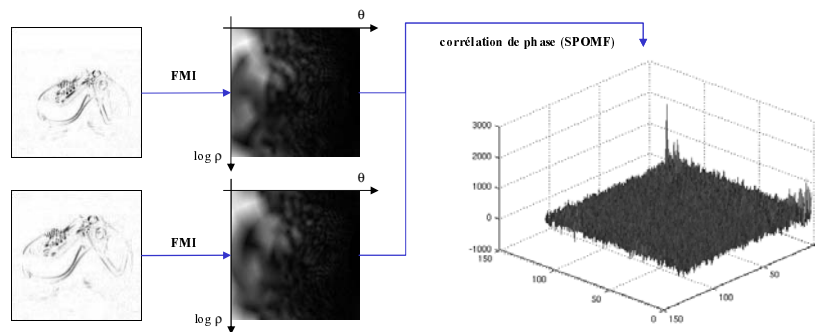 θ
corrélation de phase (SPOMF)
FMI
log ρ
θ
FMI
log ρ
3000
2000
1000
0
-1000
150
100
50
0
150
100
50